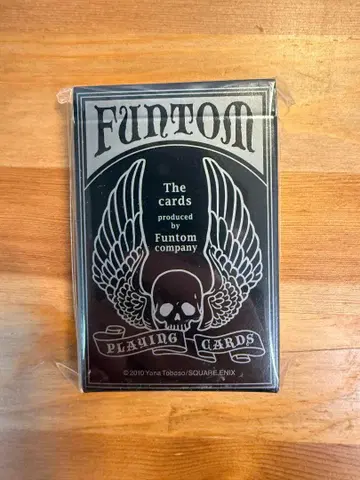 FUNTOM
The
cards
produced
by
Funtom
company
PLAYING CARDS
© 2010 Yana Toboso/SQUARE ENIX